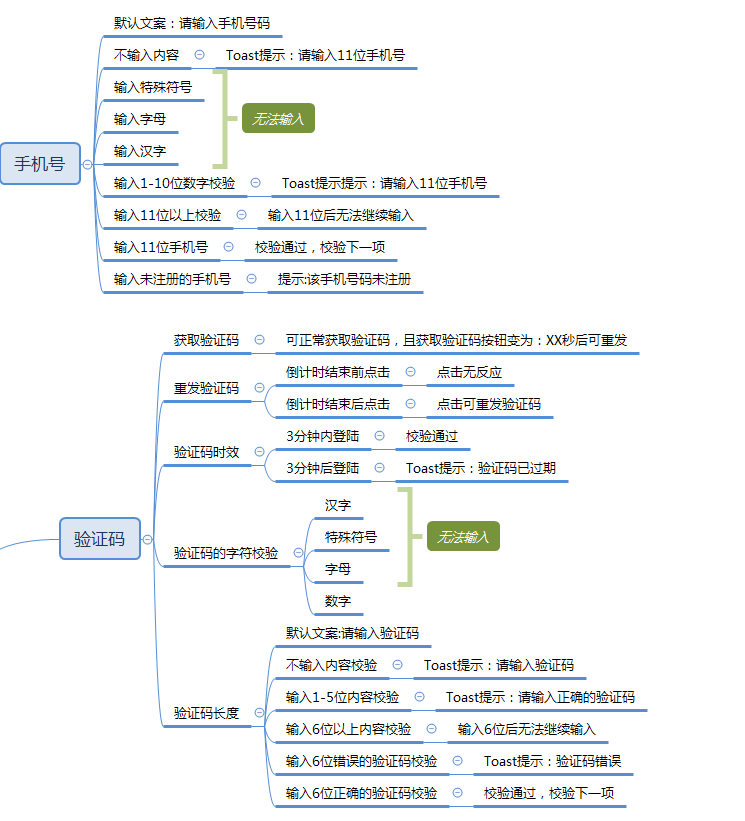 默认文案：请输入手机号码
不输入内容 Toast提示：请输入11位手机号
输入特殊符号
输入字母 无法输入
输入汉字
手机号
输入1-10位数字校验 Toast提示提示：请输入11位手机号
输入11位以上校验 输入11位后无法继续输入
输入11位手机号 校验通过，校验下一项
输入未注册的手机号 提示:该手机号码未注册
获取验证码 可正常获取验证码，且获取验证码按钮变为：XX秒后可重发
重发验证码 倒计时结束前点击 点击无反应
倒计时结束后点击 点击可重发验证码
验证码时效 3分钟内登陆 校验通过
3分钟后登陆 Toast提示：验证码已过期
验证码
验证码的字符校验 汉字
特殊符号 无法输入
字母
数字
验证码长度 默认文案:请输入验证码
不输入内容校验 Toast提示：请输入验证码
输入1-5位内容校验 Toast提示：请输入正确的验证码
输入6位以上内容校验 输入6位后无法继续输入
输入6位错误的验证码校验 Toast提示：验证码错误
输入6位正确的验证码校验 校验通过，校验下一项